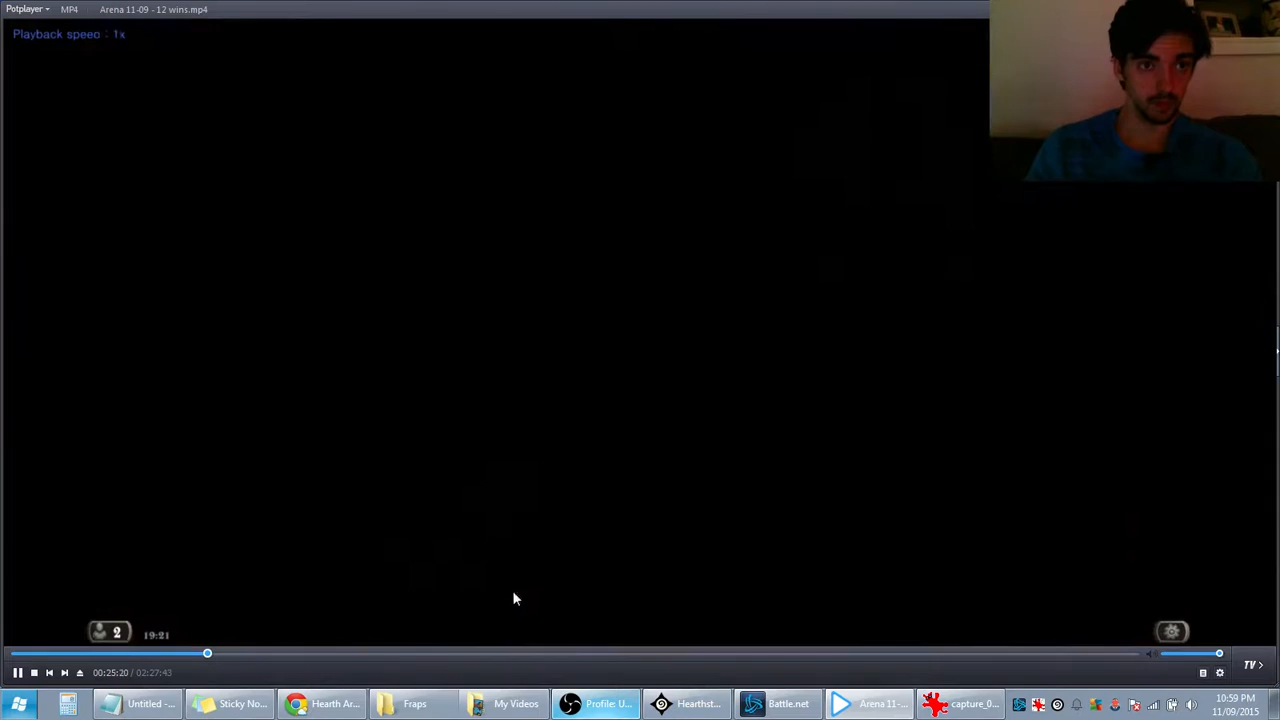 Potplayer MP4 Arena 11-09 - 12 wins.mp4
Playback speed : 1x
2 19:21
00:25:20 / 02:27:43 TV
Untitled -... Sticky No... Hearth Ar... Fraps My Videos Profile: U... Hearthst... Battle.net Arena 11-... capture_0... 10:59 PM
11/09/2015